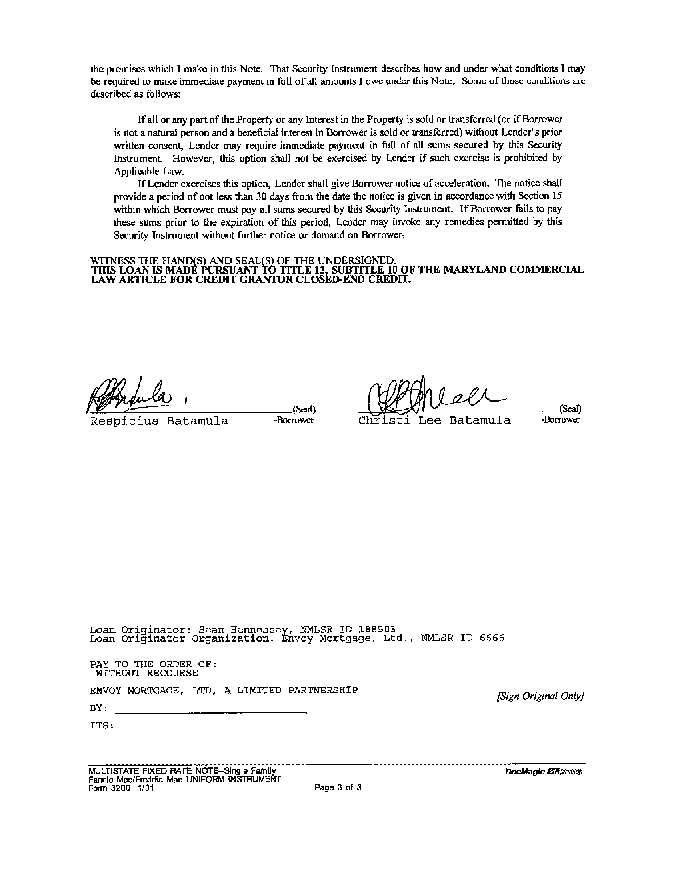 the promises which I make in this Note. That Security Instrument describes how and under what conditions I may
be required to make immediate payment in full of all amounts I owe under this Note. Some of those conditions are
described as follows:
If all or any part of the Property or any Interest in the Property is sold or transferred (or if Borrower
is not a natural person and a beneficial interest in Borrower is sold or transferred) without Lender's prior
written consent, Lender may require immediate payment in full of all sums secured by this Security
Instrument. However, this option shall not be exercised by Lender if such exercise is prohibited by
Applicable Law.
If Lender exercises this option, Lender shall give Borrower notice of acceleration. The notice shall
provide a period of not less than 30 days from the date the notice is given in accordance with Section 15
within which Borrower must pay all sums secured by this Security Instrument. If Borrower fails to pay
these sums prior to the expiration of this period, Lender may invoke any remedies permitted by this
Security Instrument without further notice or demand on Borrower.
WITNESS THE HAND(S) AND SEAL(S) OF THE UNDERSIGNED.
THIS LOAN IS MADE PURSUANT TO TITLE 12, SUBTITLE 10 OF THE MARYLAND COMMERCIAL
LAW ARTICLE FOR CREDIT GRANTOR CLOSED-END CREDIT.
(Seal) (Seal)
Respicius Batamula -Borrower Christi Lee Batamula -Borrower
Loan Originator: Sean Hennessey, NMLSR ID
Loan Originator Organization: Envoy Mortgage, Ltd., NMLSR ID 6666
PAY TO THE ORDER OF:
WITHOUT RECOURSE
ENVOY MORTGAGE, LTD, A LIMITED PARTNERSHIP
[Sign Original Only]
BY:
ITS:
MULTISTATE FIXED RATE NOTE--Single Family DocMagic
Fannie Mae/Freddie Mac UNIFORM INSTRUMENT
Form 3200 1/01 Page 3 of 3